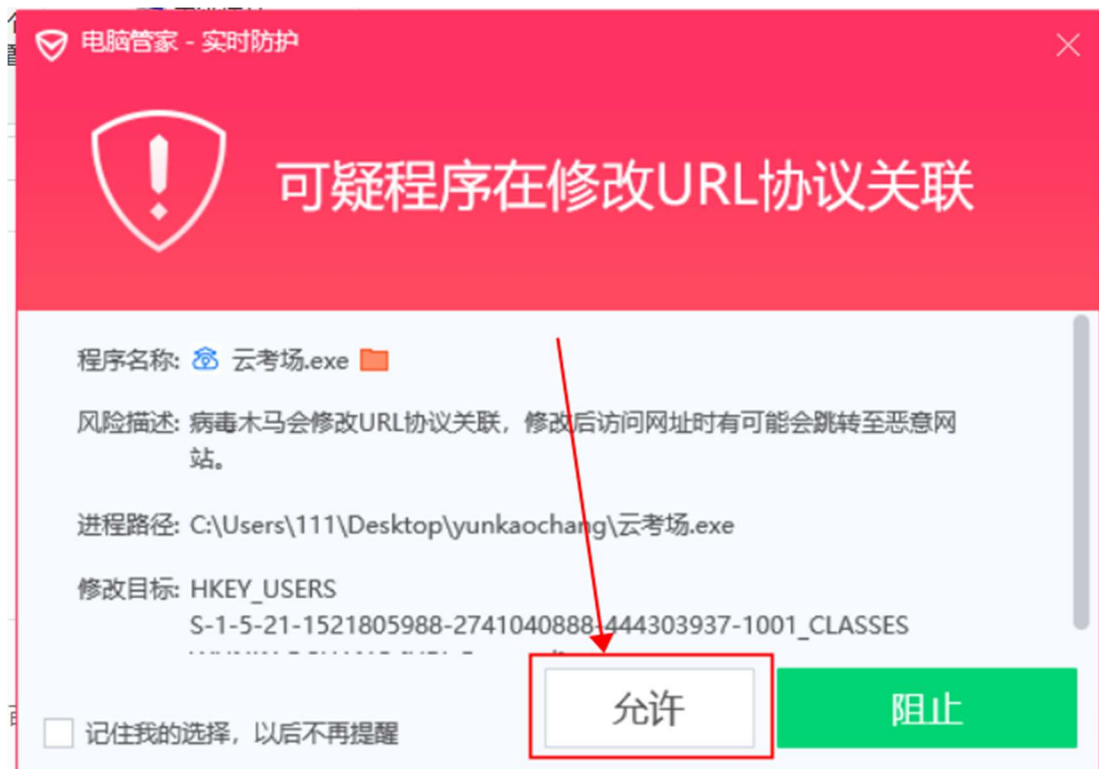 电脑管家 - 实时防护
可疑程序在修改URL协议关联
程序名称: 云考场.exe
风险描述: 病毒木马会修改URL协议关联，修改后访问网址时有可能会跳转至恶意网
站。
进程路径: C:\Users\111\Desktop\yunkaochang\云考场.exe
修改目标: HKEY_USERS
S-1-5-21-1521805988-2741040888-444303937-1001_CLASSES
允许
阻止
记住我的选择，以后不再提醒